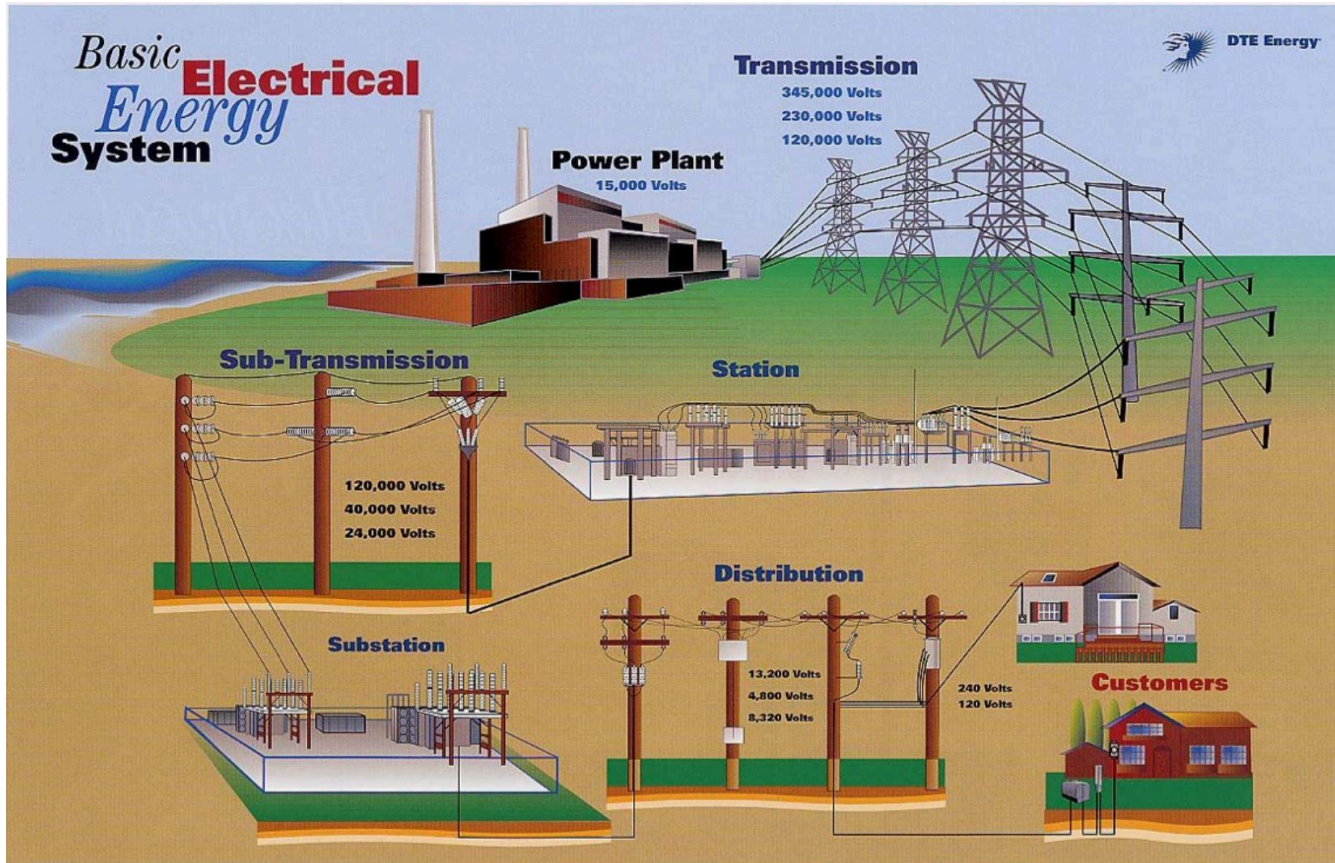 Basic
Electrical
Energy
System
DTE Energy
Transmission
345,000 Volts
230,000 Volts
120,000 Volts
Power Plant
15,000 Volts
Sub-Transmission
120,000 Volts
40,000 Volts
24,000 Volts
Station
Distribution
13,200 Volts
4,800 Volts
8,320 Volts
Substation
240 Volts
120 Volts
Customers